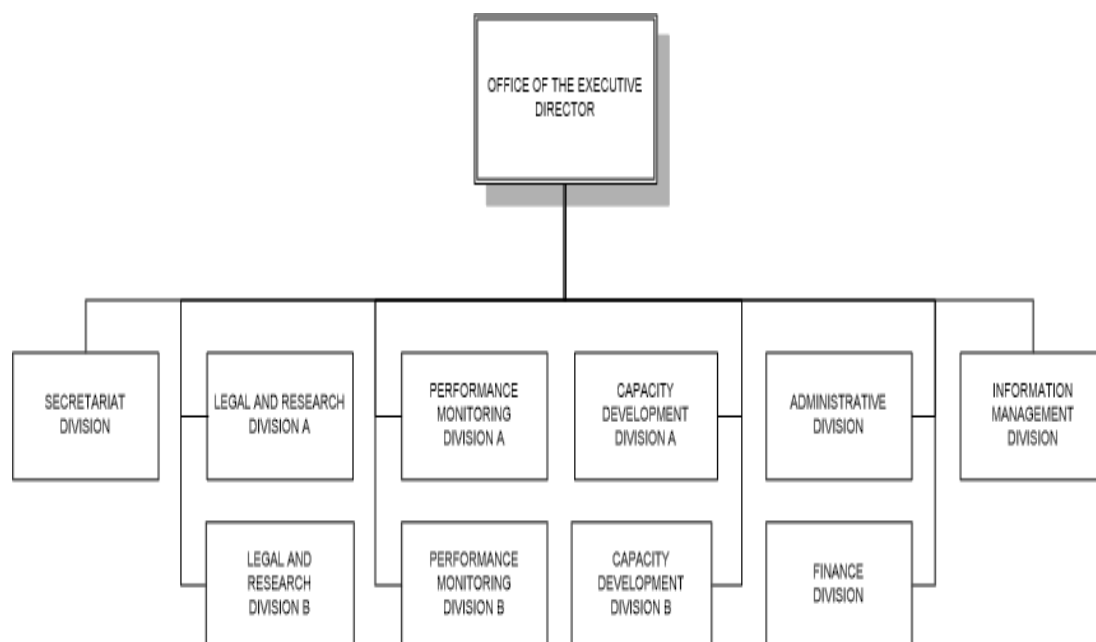 OFFICE OF THE EXECUTIVE
DIRECTOR
SECRETARIAT
DIVISION
LEGAL AND RESEARCH
DIVISION A
PERFORMANCE
MONITORING
DIVISION A
CAPACITY
DEVELOPMENT
DIVISION A
ADMINISTRATIVE
DIVISION
INFORMATION
MANAGEMENT
DIVISION
LEGAL AND
RESEARCH
DIVISION B
PERFORMANCE
MONITORING
DIVISION B
CAPACITY
DEVELOPMENT
DIVISION B
FINANCE
DIVISION